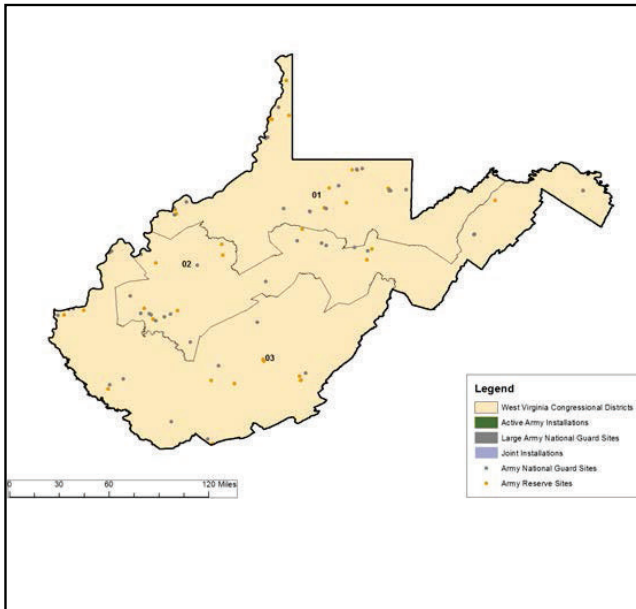 01
02
03
Legend
West Virginia Congressional Districts
Active Army Installations
Large Army National Guard Sites
Joint Installations
Army National Guard Sites
Army Reserve Sites
0 30 60 120 Miles